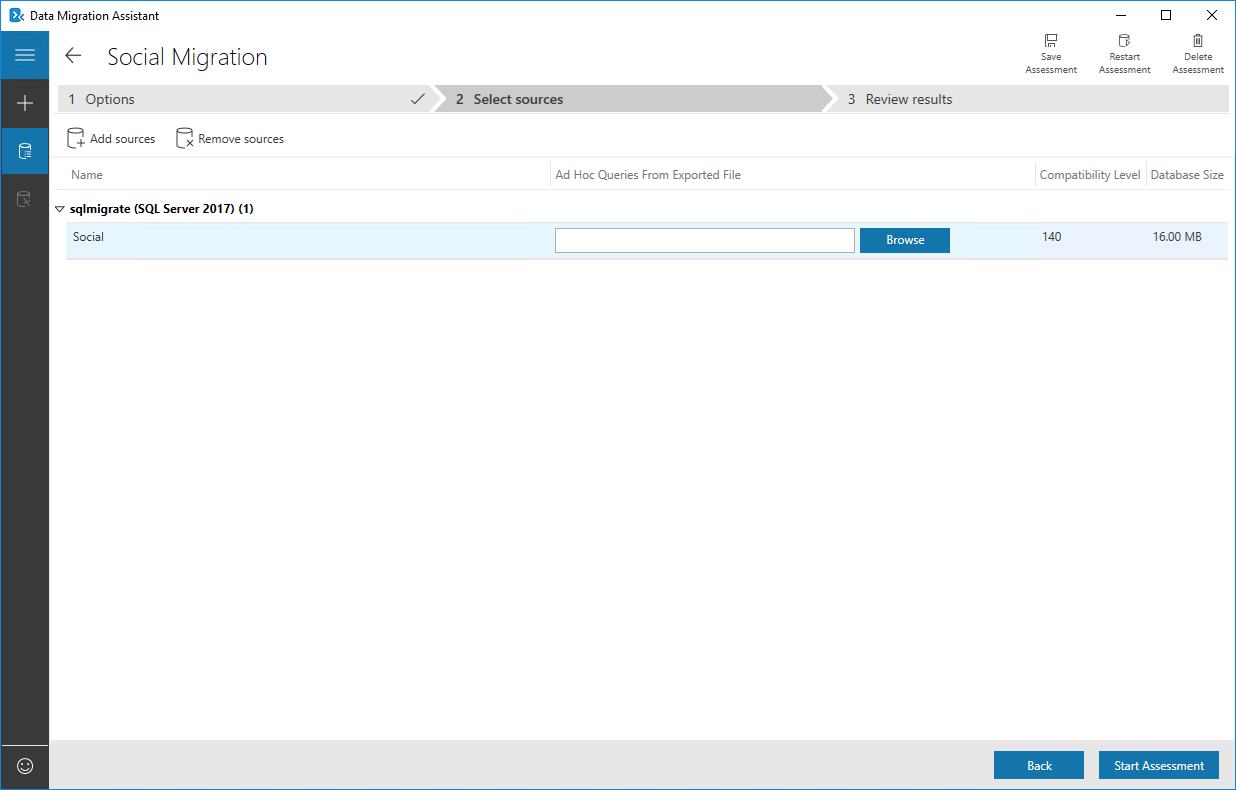 Data Migration Assistant
Social Migration
Save Assessment
Restart Assessment
Delete Assessment
1 Options
2 Select sources
3 Review results
Add sources
Remove sources
Name
Ad Hoc Queries From Exported File
Compatibility Level
Database Size
sqlmigrate (SQL Server 2017) (1)
Social
Browse
140
16.00 MB
Back
Start Assessment